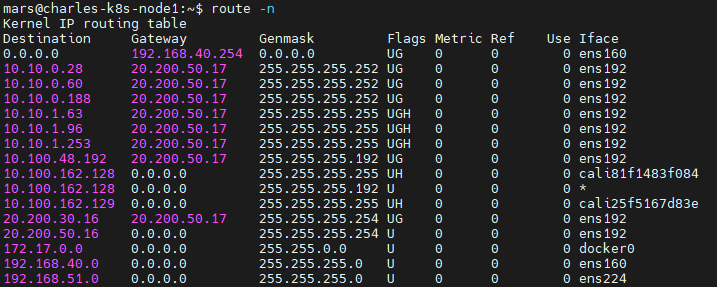 mars@charles-k8s-node1:~$ route -n
Kernel IP routing table
Destination Gateway Genmask Flags Metric Ref Use Iface
0.0.0.0 192.168.40.254 0.0.0.0 UG 0 0 0 ens160
10.10.0.28 20.200.50.17 255.255.255.252 UG 0 0 0 ens192
10.10.0.60 20.200.50.17 255.255.255.252 UG 0 0 0 ens192
10.10.0.188 20.200.50.17 255.255.255.252 UG 0 0 0 ens192
10.10.1.63 20.200.50.17 255.255.255.255 UGH 0 0 0 ens192
10.10.1.96 20.200.50.17 255.255.255.255 UGH 0 0 0 ens192
10.10.1.253 20.200.50.17 255.255.255.255 UGH 0 0 0 ens192
10.100.48.192 20.200.50.17 255.255.255.192 UG 0 0 0 ens192
10.100.162.128 0.0.0.0 255.255.255.255 UH 0 0 0 cali81f1483f084
10.100.162.128 0.0.0.0 255.255.255.192 U 0 0 0 *
10.100.162.129 0.0.0.0 255.255.255.255 UH 0 0 0 cali25f5167d83e
20.200.30.16 20.200.50.17 255.255.255.254 UG 0 0 0 ens192
20.200.50.16 0.0.0.0 255.255.255.254 U 0 0 0 ens192
172.17.0.0 0.0.0.0 255.255.0.0 U 0 0 0 docker0
192.168.40.0 0.0.0.0 255.255.255.0 U 0 0 0 ens160
192.168.51.0 0.0.0.0 255.255.255.0 U 0 0 0 ens224